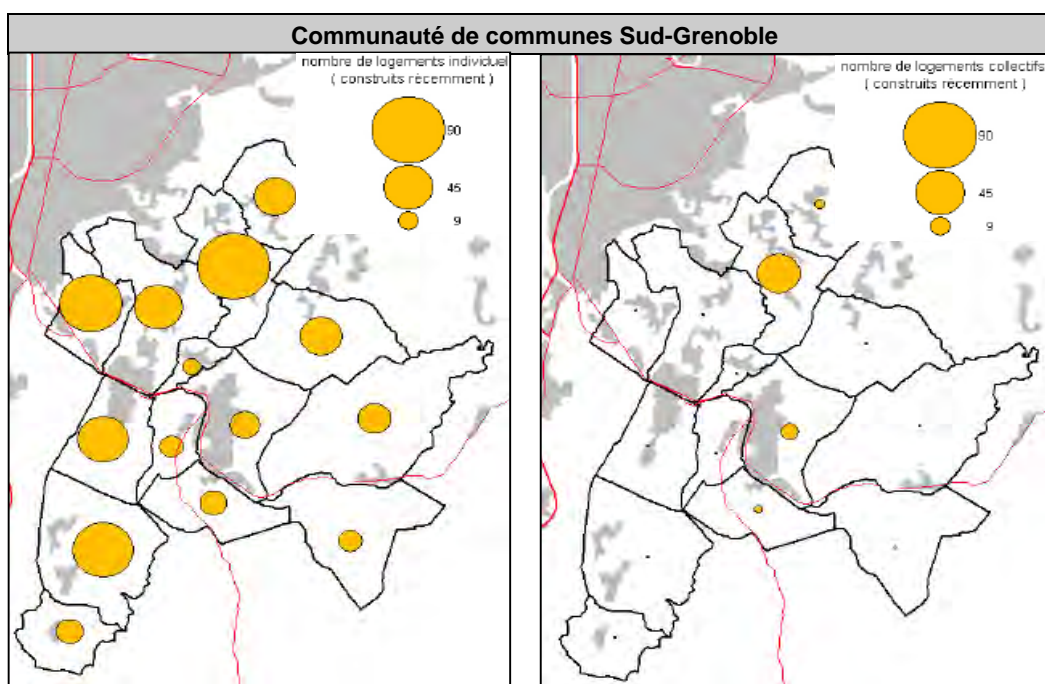 Communauté de communes Sud-Grenoble
nombre de logements individuel
( construits récemment )
90
45
9
nombre de logements collectifs
( construits récemment )
90
45
9